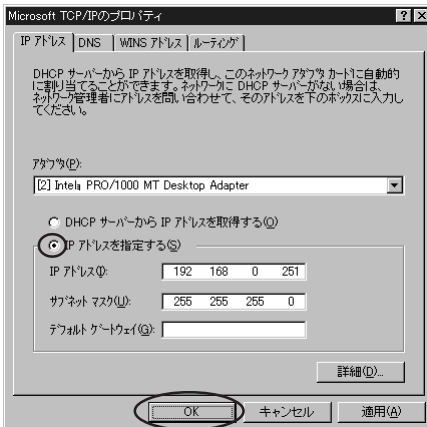 Microsoft TCP/IPのプロパティ
IP アドレス DNS WINS アドレス ルーティング
DHCP サーバーから IP アドレスを取得し、このネットワーク アダプタ カードに自動的
に割り当てることができます。ネットワークに DHCP サーバーがない場合は、
ネットワーク管理者にアドレスを問い合わせて、そのアドレスを下のボックスに入力し
てください。
アダプタ(P):
[2] Intela PRO/1000 MT Desktop Adapter
DHCP サーバーから IP アドレスを取得する(O)
IP アドレスを指定する(S)
IP アドレス(I): 192 168 0 251
サブネット マスク(U): 255 255 255 0
デフォルト ゲートウェイ(G):
詳細(D)...
OK キャンセル 適用(A)